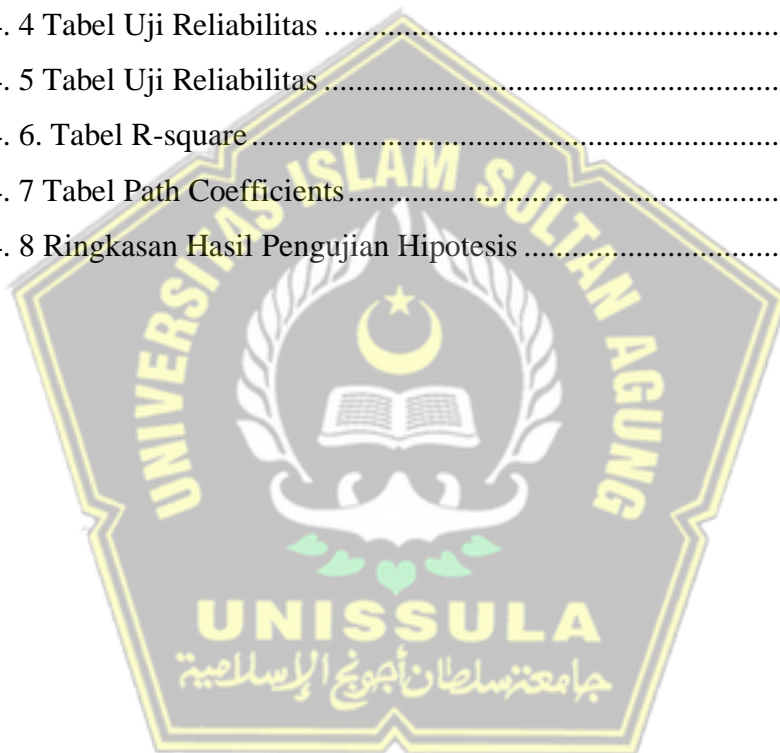 . 4 Tabel Uji Reliabilitas ............................................................
. 5 Tabel Uji Reliabilitas ............................................................
. 6. Tabel R-square.....................................................................
. 7 Tabel Path Coefficients.........................................................
. 8 Ringkasan Hasil Pengujian Hipotesis ....................................
UNIVERSITAS ISLAM SULTAN AGUNG
UNISSULA
جامعة سلطان أجونج الإسلامية